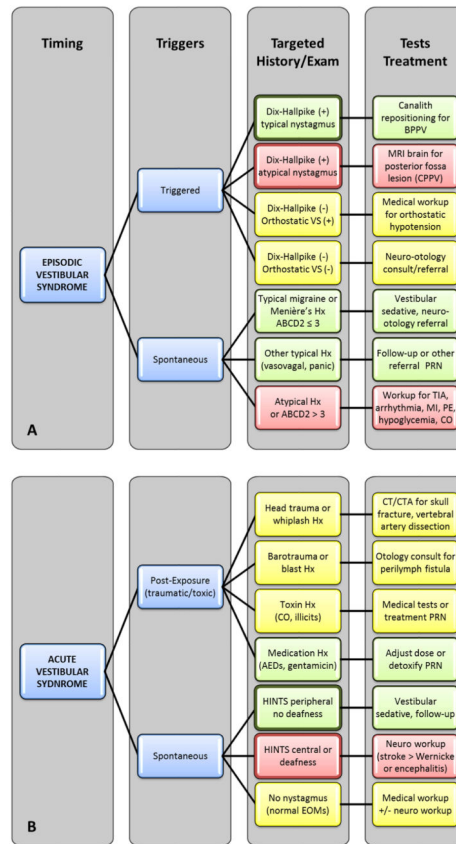 Timing
Triggers
Targeted
History/Exam
Tests
Treatment
EPISODIC
VESTIBULAR
SYNDROME
Triggered
Spontaneous
Dix-Hallpike (+)
typical nystagmus
Canalith
repositioning for
BPPV
Dix-Hallpike (+)
atypical nystagmus
MRI brain for
posterior fossa
lesion (CPPV)
Dix-Hallpike (-)
Orthostatic VS (+)
Medical workup
for orthostatic
hypotension
Dix-Hallpike (-)
Orthostatic VS (-)
Neuro-otology
consult/referral
Typical migraine or
Menière's Hx
ABCD2 ≤ 3
Vestibular
sedative, neuro-
otology referral
Other typical Hx
(vasovagal, panic)
Follow-up or other
referral PRN
Atypical Hx
or ABCD2 > 3
Workup for TIA,
arrhythmia, MI, PE,
hypoglycemia, CO
A
Timing
Triggers
Targeted
History/Exam
Tests
Treatment
ACUTE
VESTIBULAR
SYDNROME
Post-Exposure
(traumatic/toxic)
Spontaneous
Head trauma or
whiplash Hx
CT/CTA for skull
fracture, vertebral
artery dissection
Barotrauma or
blast Hx
Otology consult for
perilymph fistula
Toxin Hx
(CO, illicits)
Medical tests or
treatment PRN
Medication Hx
(AEDs, gentamicin)
Adjust dose or
detoxify PRN
HINTS peripheral
no deafness
Vestibular
sedative, follow-up
HINTS central or
deafness
Neuro workup
(stroke > Wernicke
or encephalitis)
No nystagmus
(normal EOMs)
Medical workup
+/- neuro workup
B